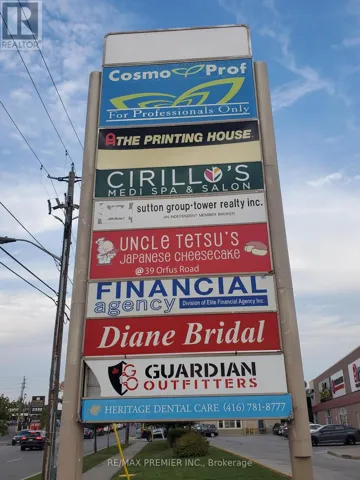 REALTOR®
CosmoProf
For Professionals Only
THE PRINTING HOUSE
CIRILLO'S
MEDI SPA & SALON
sutton group-tower realty inc.
AN INDEPENDENT MEMBER BROKER
UNCLE TETSU'S
JAPANESE CHEESECAKE
@ 39 Orfus Road
FINANCIAL
agency Division of Elite Financial Agency Inc.
Diane Bridal
GUARDIAN
OUTFITTERS
HERITAGE DENTAL CARE (416) 781-8777
RE/MAX PREMIER INC., Brokerage